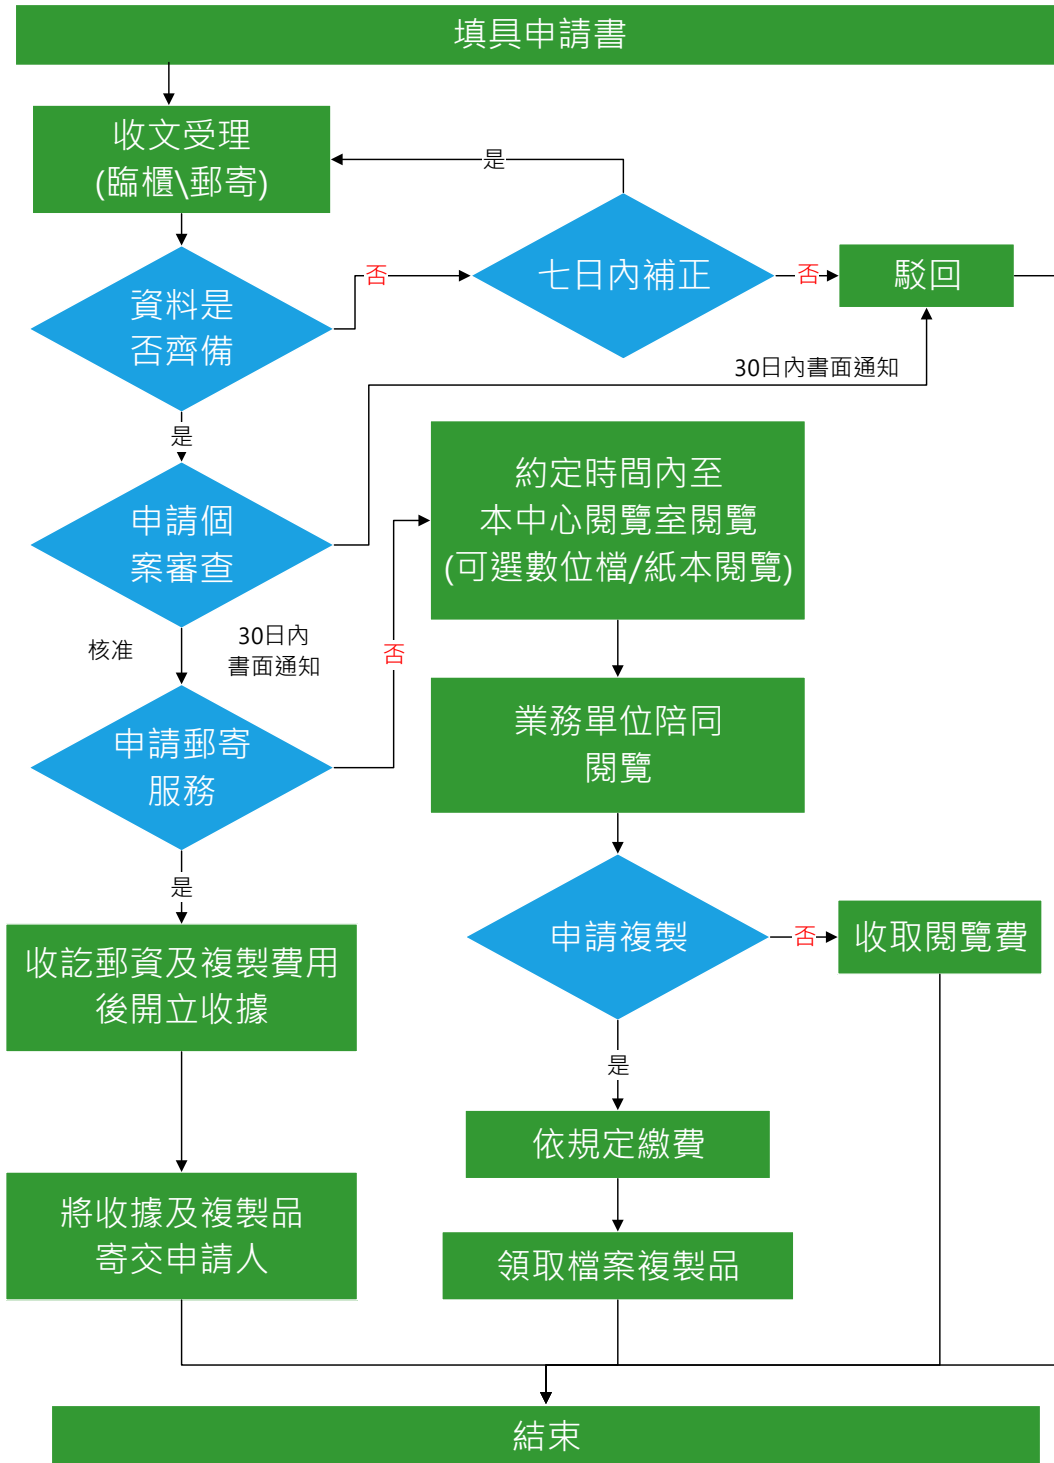 填具申請書
收文受理
(臨櫃\郵寄)
是
資料是
否齊備
否
七日內補正
否
駁回
30日內書面通知
是
申請個
案審查
約定時間內至
本中心閱覽室閱覽
(可選數位檔/紙本閱覽)
核准
30日內
書面通知
否
申請郵寄
服務
業務單位陪同
閱覽
是
申請複製
否
收取閱覽費
收訖郵資及複製費用
後開立收據
是
依規定繳費
將收據及複製品
寄交申請人
領取檔案複製品
結束